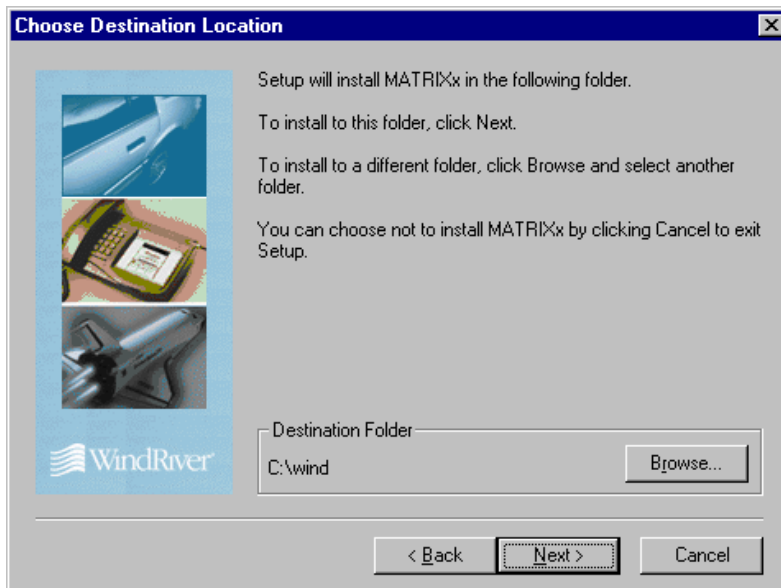 Choose Destination Location
Setup will install MATRIXx in the following folder.
To install to this folder, click Next.
To install to a different folder, click Browse and select another
folder.
You can choose not to install MATRIXx by clicking Cancel to exit
Setup.
WindRiver
Destination Folder
C:\wind
Browse...
< Back
Next >
Cancel